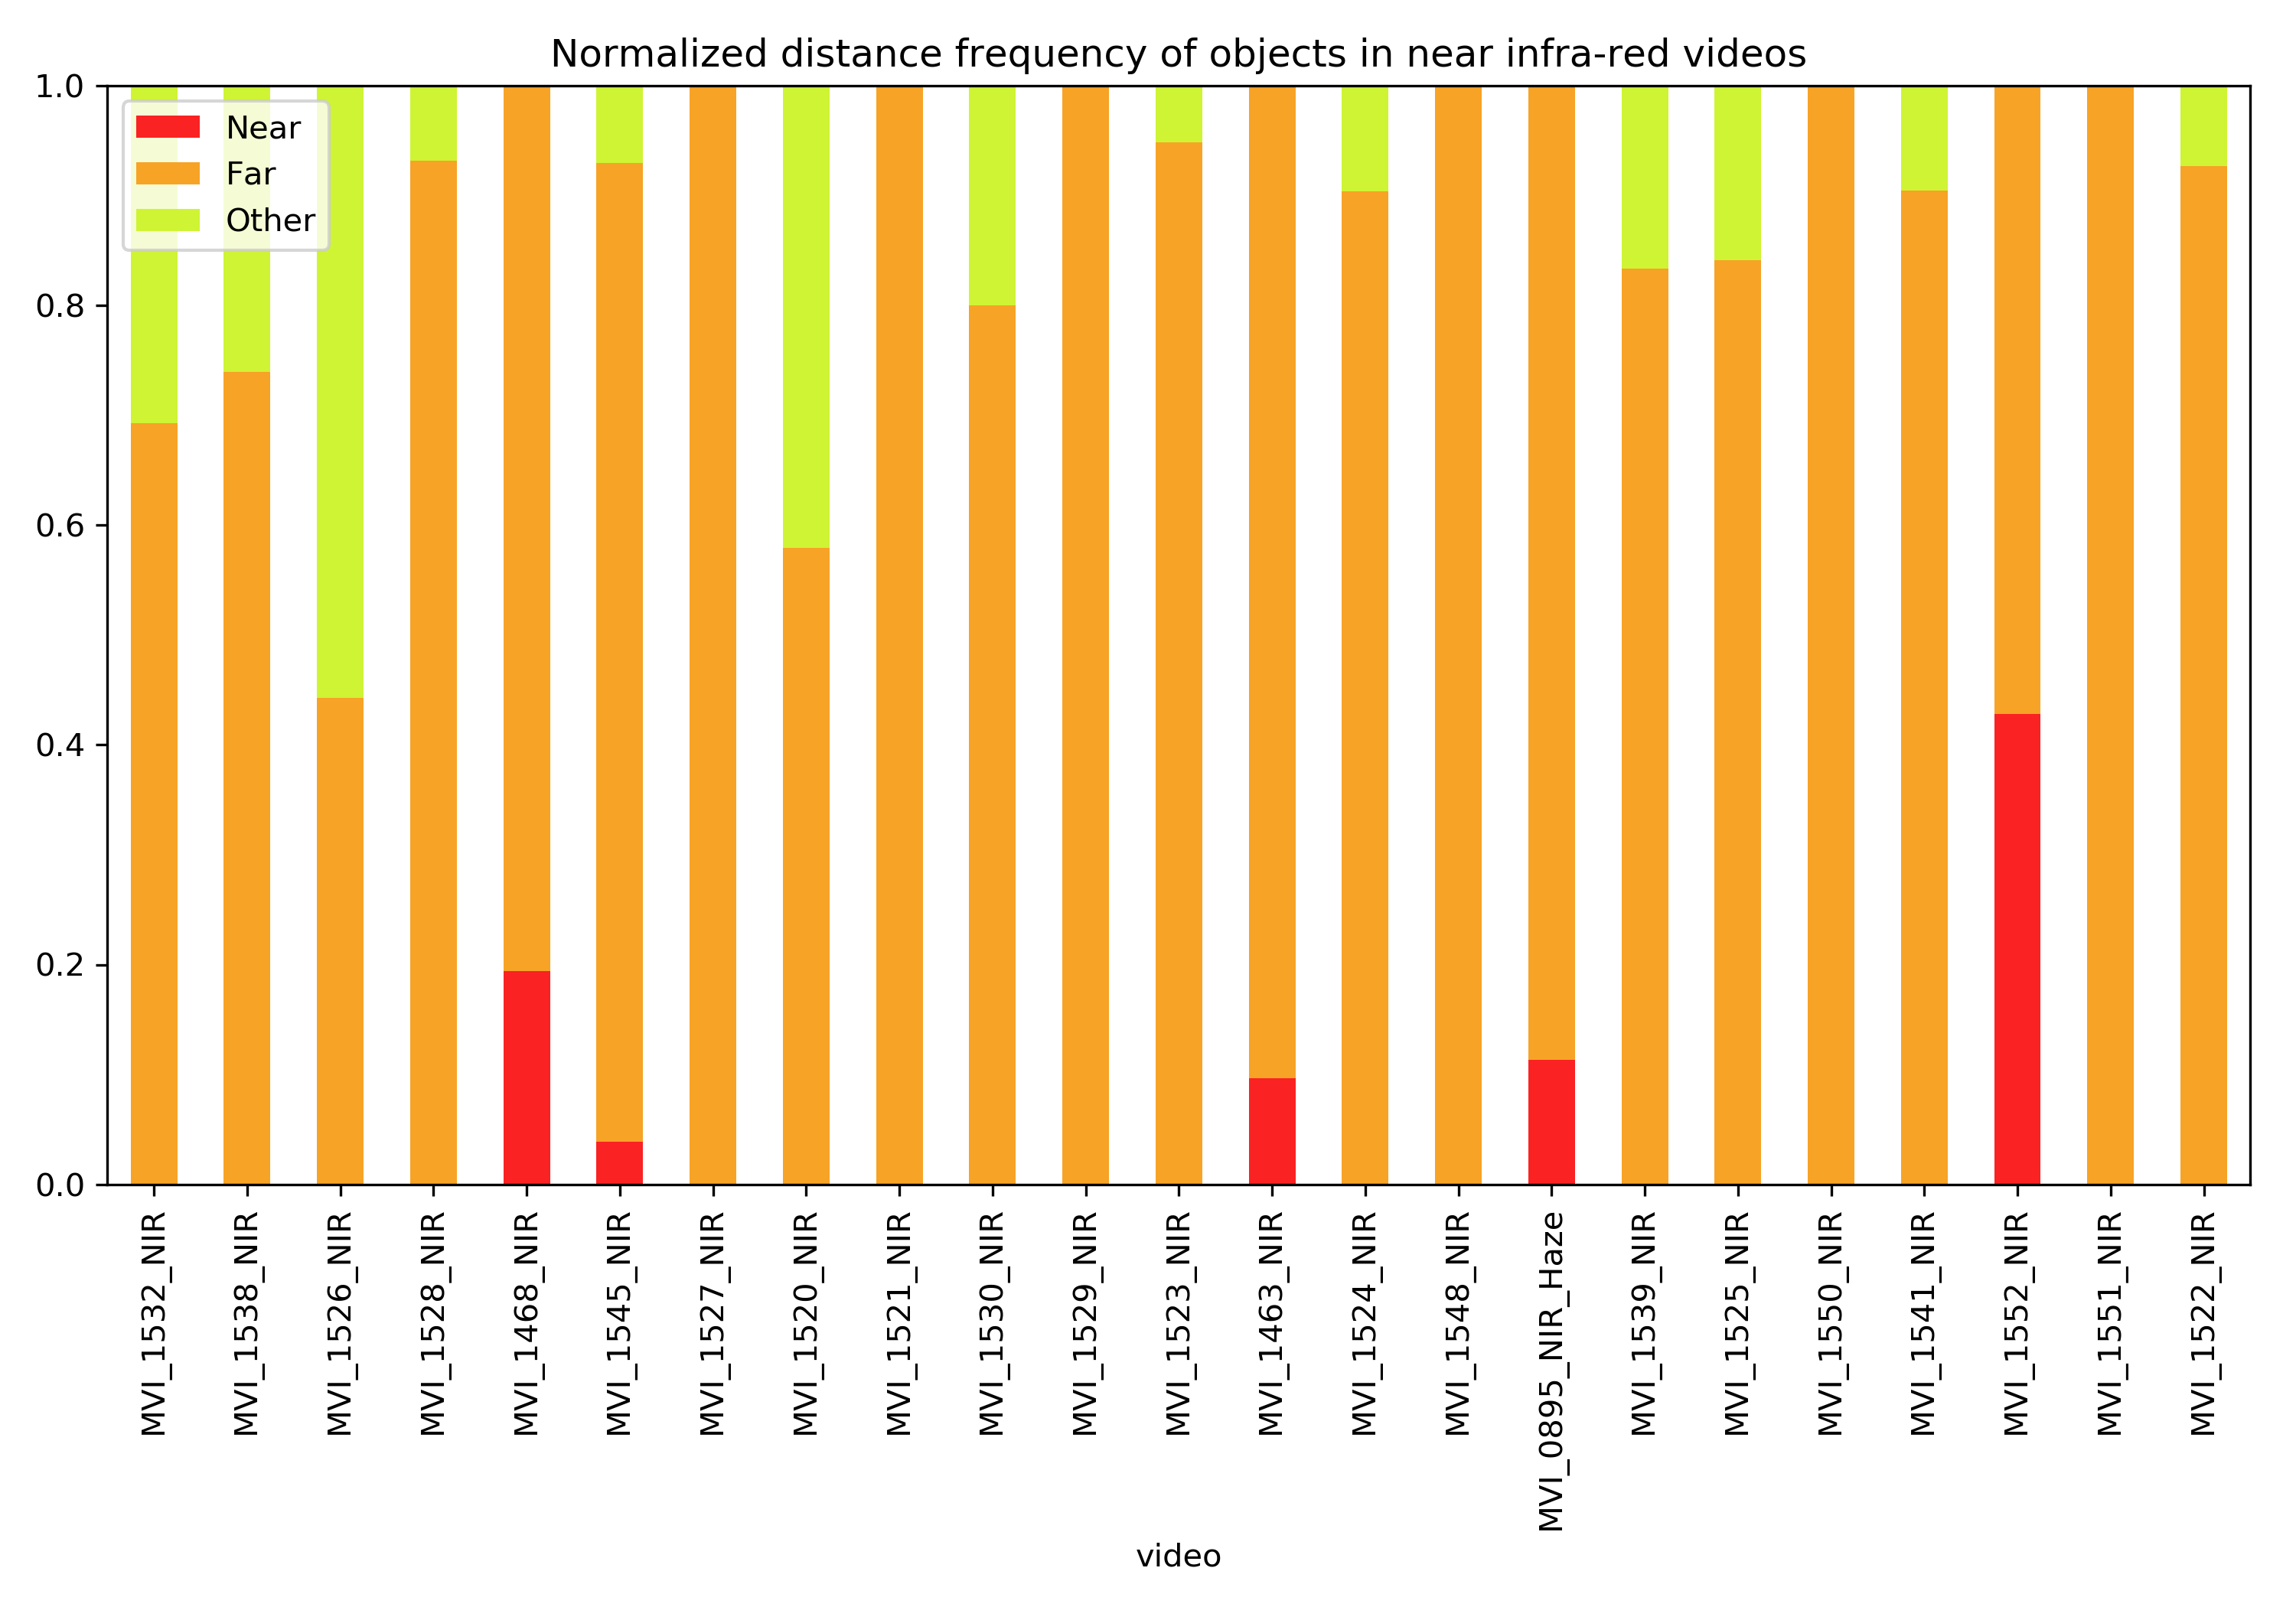 Normalized distance frequency of objects in near infra-red videos
1.0
0.8
0.6
0.4
0.2
0.0
Near
Far
Other
MVI_1532_NIR
MVI_1538_NIR
MVI_1526_NIR
MVI_1528_NIR
MVI_1468_NIR
MVI_1545_NIR
MVI_1527_NIR
MVI_1520_NIR
MVI_1521_NIR
MVI_1530_NIR
MVI_1529_NIR
MVI_1523_NIR
MVI_1463_NIR
MVI_1524_NIR
MVI_1548_NIR
MVI_0895_NIR_Haze
MVI_1539_NIR
MVI_1525_NIR
MVI_1550_NIR
MVI_1541_NIR
MVI_1552_NIR
MVI_1551_NIR
MVI_1522_NIR
video